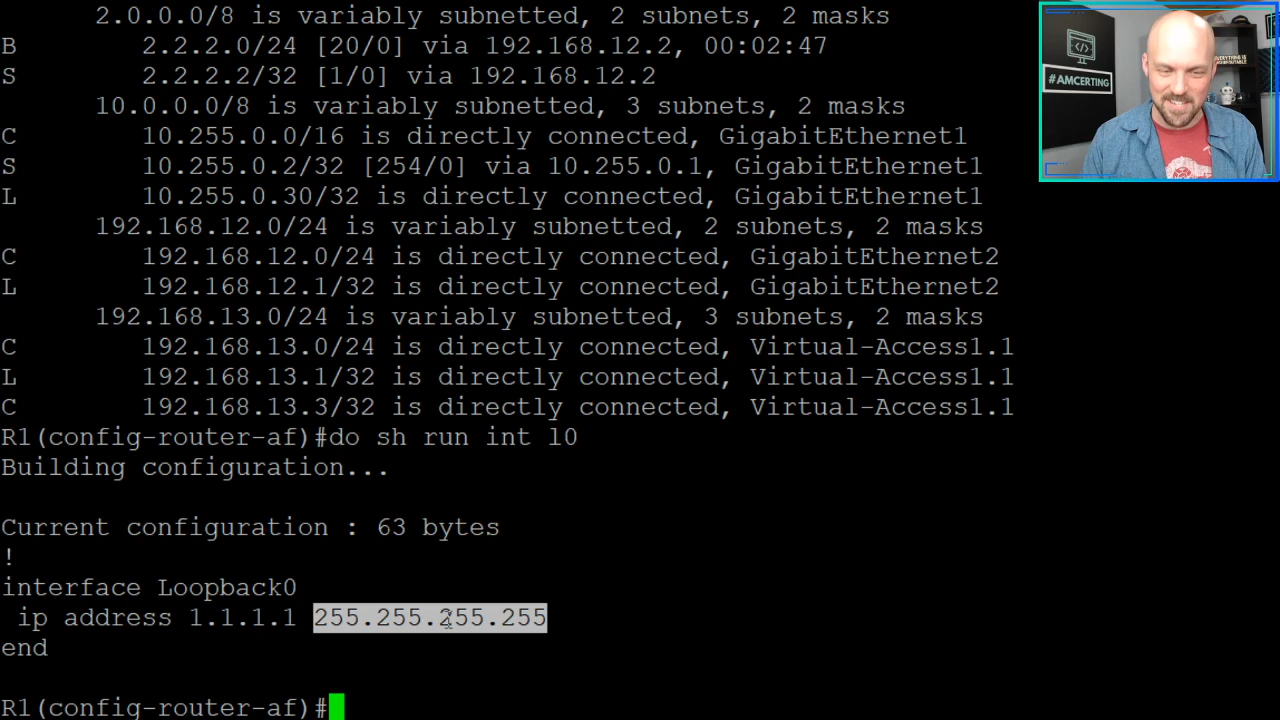 2.0.0.0/8 is variably subnetted, 2 subnets, 2 masks
B 2.2.2.0/24 [20/0] via 192.168.12.2, 00:02:47
S 2.2.2.2/32 [1/0] via 192.168.12.2
10.0.0.0/8 is variably subnetted, 3 subnets, 2 masks
C 10.255.0.0/16 is directly connected, GigabitEthernet1
S 10.255.0.2/32 [254/0] via 10.255.0.1, GigabitEthernet1
L 10.255.0.30/32 is directly connected, GigabitEthernet1
192.168.12.0/24 is variably subnetted, 2 subnets, 2 masks
C 192.168.12.0/24 is directly connected, GigabitEthernet2
L 192.168.12.1/32 is directly connected, GigabitEthernet2
192.168.13.0/24 is variably subnetted, 3 subnets, 2 masks
C 192.168.13.0/24 is directly connected, Virtual-Access1.1
L 192.168.13.1/32 is directly connected, Virtual-Access1.1
C 192.168.13.3/32 is directly connected, Virtual-Access1.1
R1(config-router-af)#do sh run int l0
Building configuration...
Current configuration : 63 bytes
!
interface Loopback0
ip address 1.1.1.1 255.255.255.255
end
R1(config-router-af)#
#AMCERTING